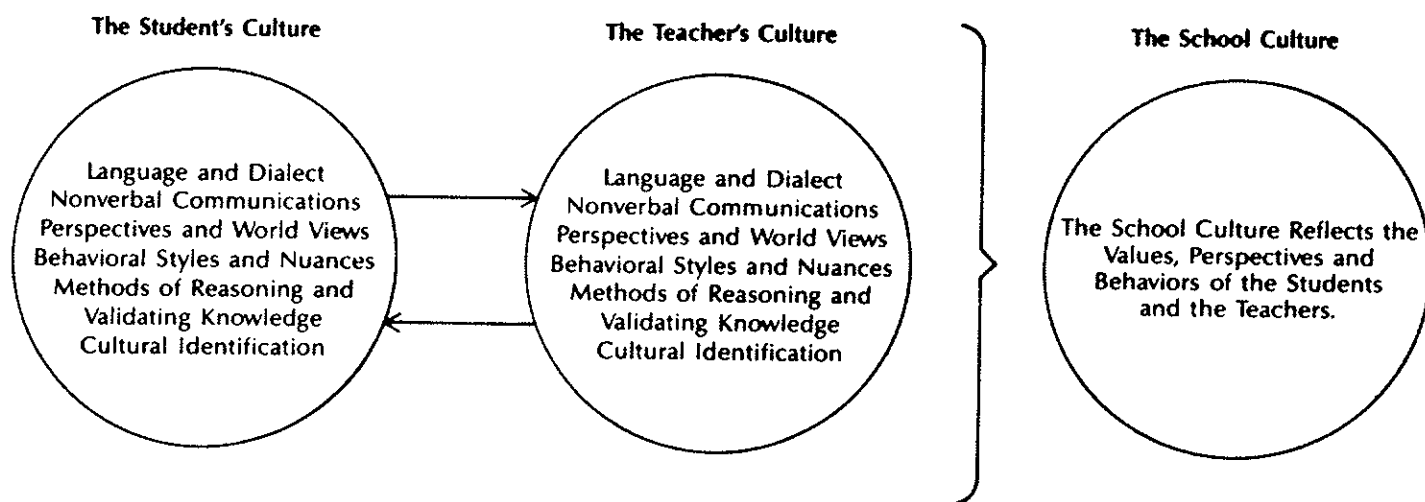 The Student's Culture
Language and Dialect
Nonverbal Communications
Perspectives and World Views
Behavioral Styles and Nuances
Methods of Reasoning and
Validating Knowledge
Cultural Identification
The Teacher's Culture
Language and Dialect
Nonverbal Communications
Perspectives and World Views
Behavioral Styles and Nuances
Methods of Reasoning and
Validating Knowledge
Cultural Identification
The School Culture
The School Culture Reflects the
Values, Perspectives and
Behaviors of the Students
and the Teachers.